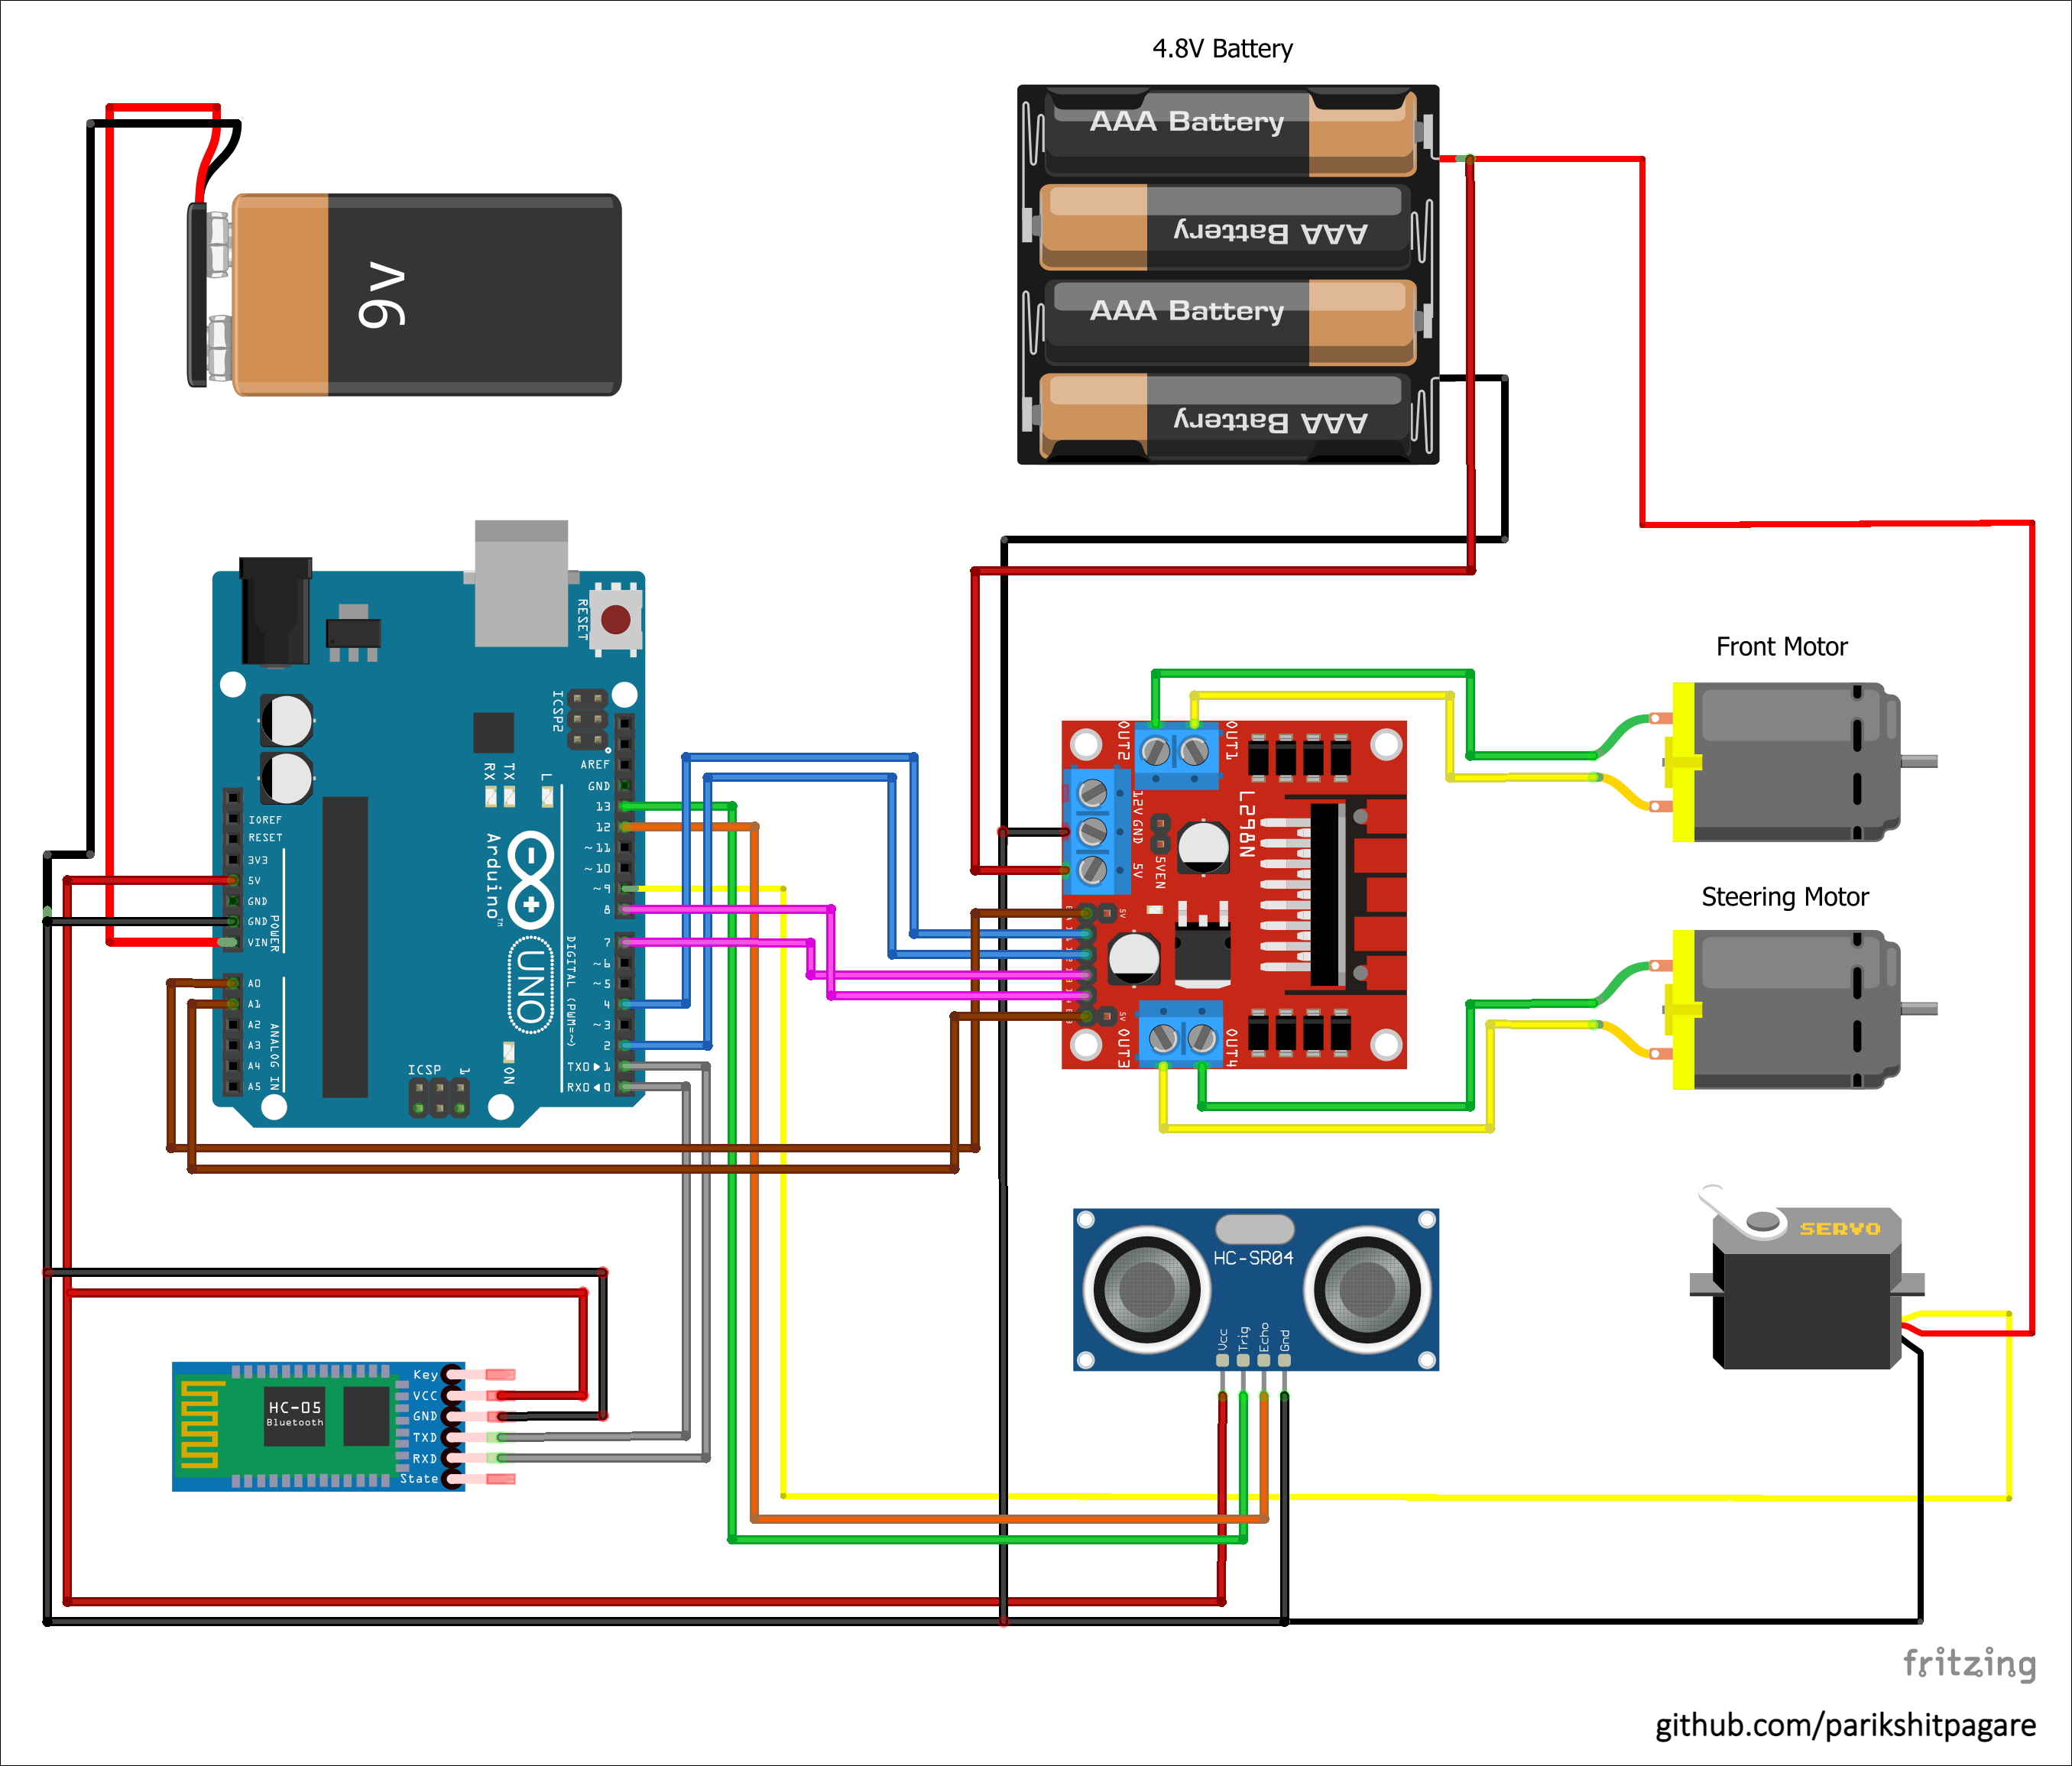 4.8V Battery
AAA Battery
AAA Battery
AAA Battery
AAA Battery
9v
RESET
ICSP2
AREF
GND
13
12
~11
~10
~9
8
7
~6
~5
4
~3
2
TX0▶1
RX0◀0
DIGITAL (PWM=~)
RX
TX
L
Arduino™
UNO
ON
ICSP
1
IOREF
RESET
3V3
5V
GND
GND
VIN
POWER
A0
A1
A2
A3
A4
A5
ANALOG IN
OUT2
OUT1
12V
GND
5V
5VEN
L298N
5V
5V
OUT3
OUT4
Front Motor
Steering Motor
HC-SR04
Vcc
Trig
Echo
Gnd
SERVO
HC-05
Bluetooth
Key
VCC
GND
TXD
RXD
State
fritzing
github.com/parikshitpagare